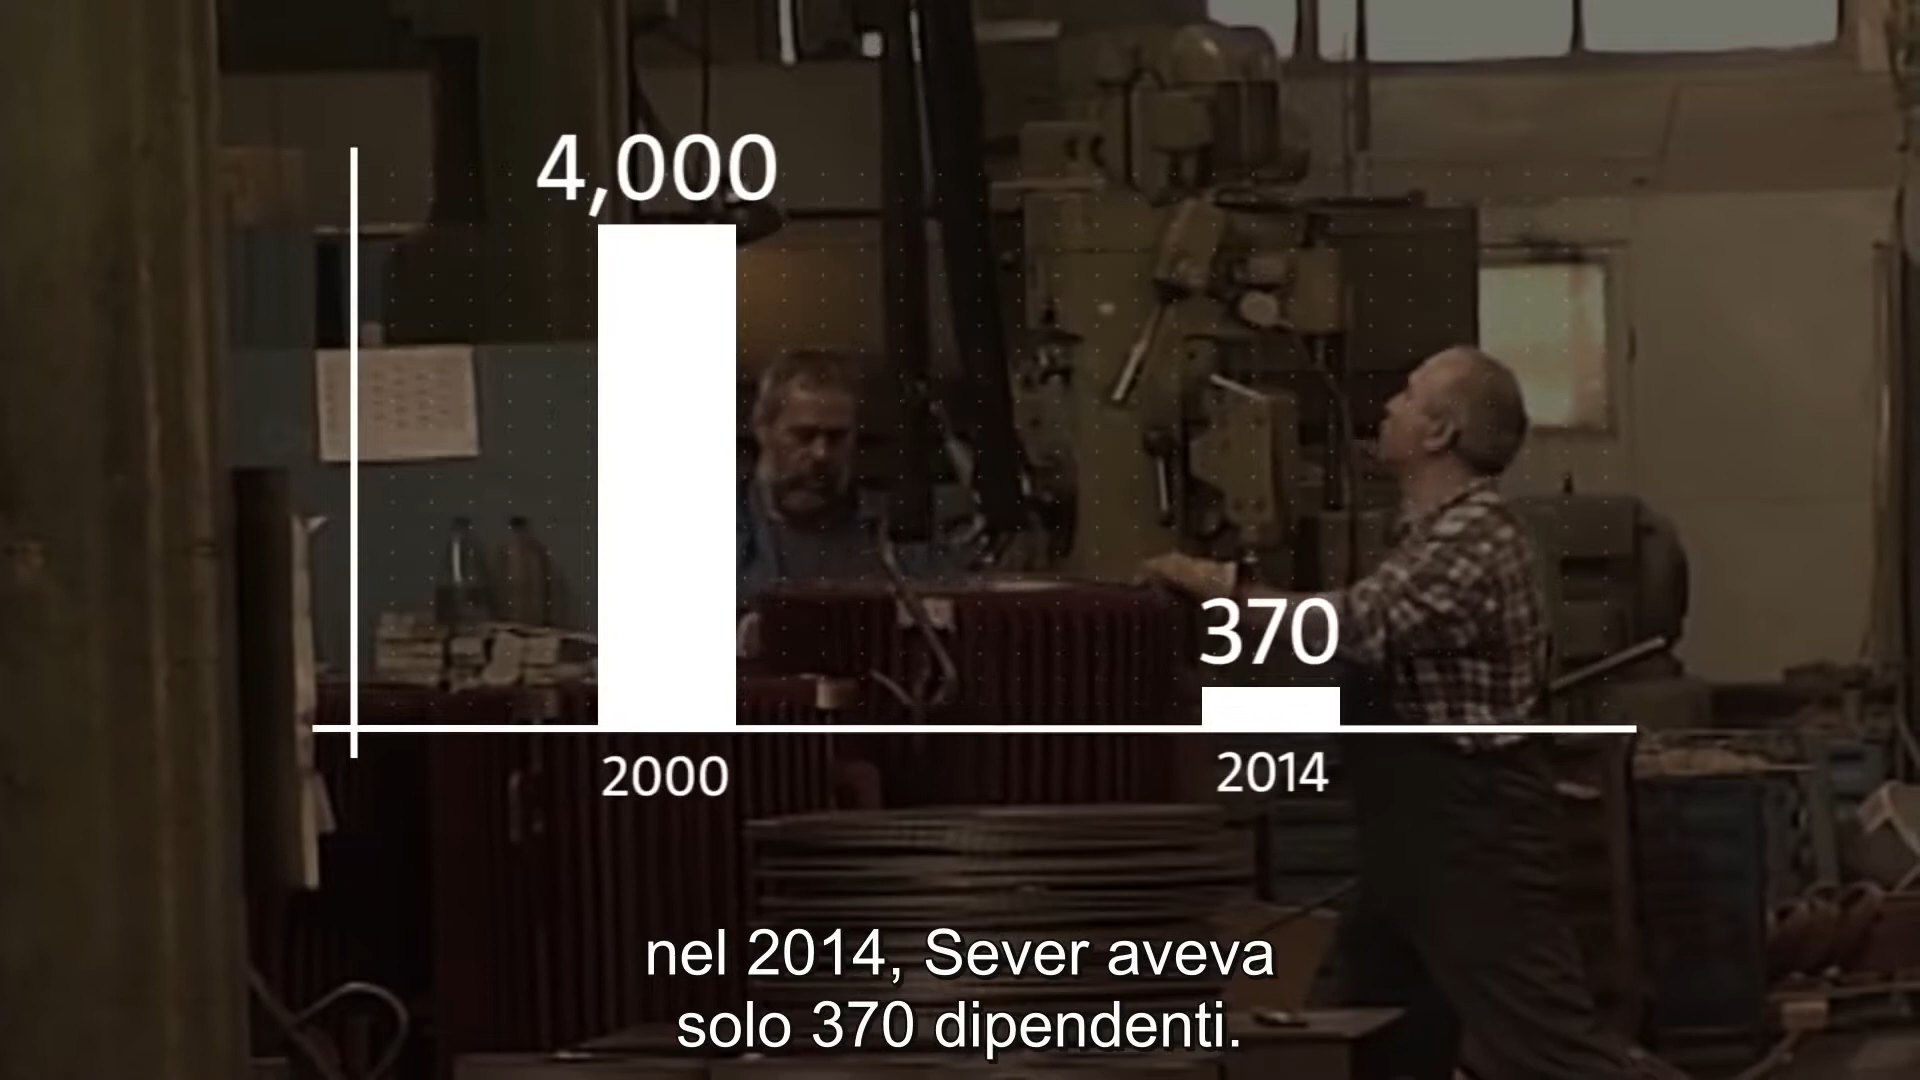 4,000
370
2000
2014
nel 2014, Sever aveva
solo 370 dipendenti.